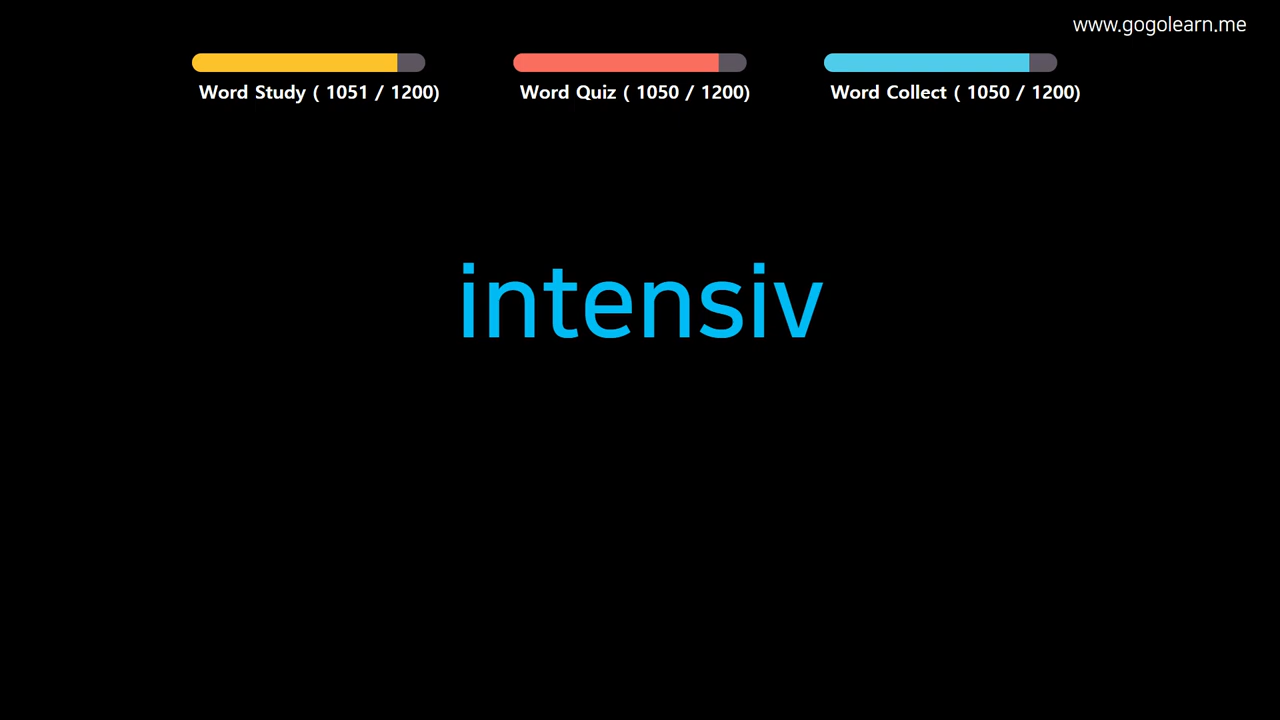 www.gogolearn.me
Word Study ( 1051 / 1200)
Word Quiz ( 1050 / 1200)
Word Collect ( 1050 / 1200)
intensiv